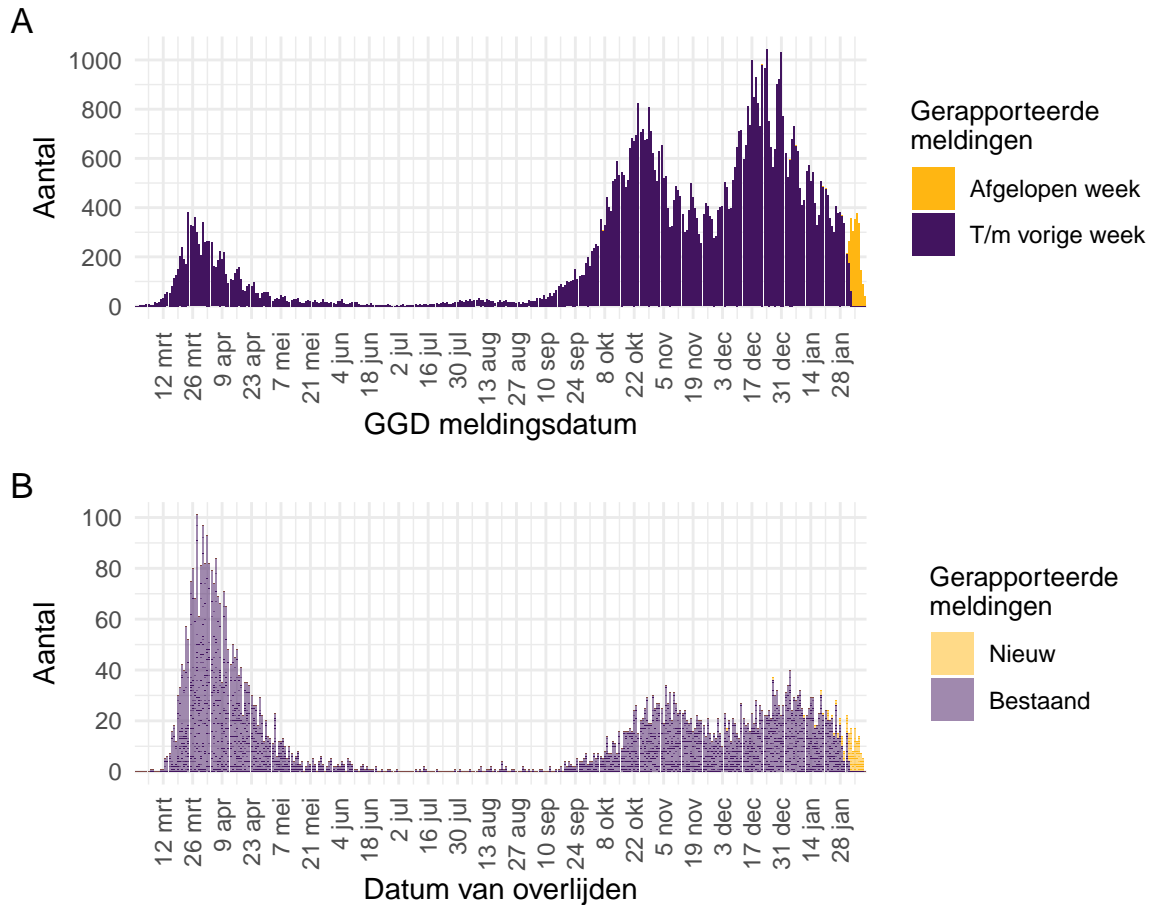 A
1000
800
600
400
200
0
Aantal
12 mrt
26 mrt
9 apr
23 apr
7 mei
21 mei
4 jun
18 jun
2 jul
16 jul
30 jul
13 aug
27 aug
10 sep
24 sep
8 okt
22 okt
5 nov
19 nov
3 dec
17 dec
31 dec
14 jan
28 jan
GGD meldingsdatum
Gerapporteerde
meldingen
Afgelopen week
T/m vorige week
B
100
80
60
40
20
0
Aantal
12 mrt
26 mrt
9 apr
23 apr
7 mei
21 mei
4 jun
18 jun
2 jul
16 jul
30 jul
13 aug
27 aug
10 sep
24 sep
8 okt
22 okt
5 nov
19 nov
3 dec
17 dec
31 dec
14 jan
28 jan
Datum van overlijden
Gerapporteerde
meldingen
Nieuw
Bestaand